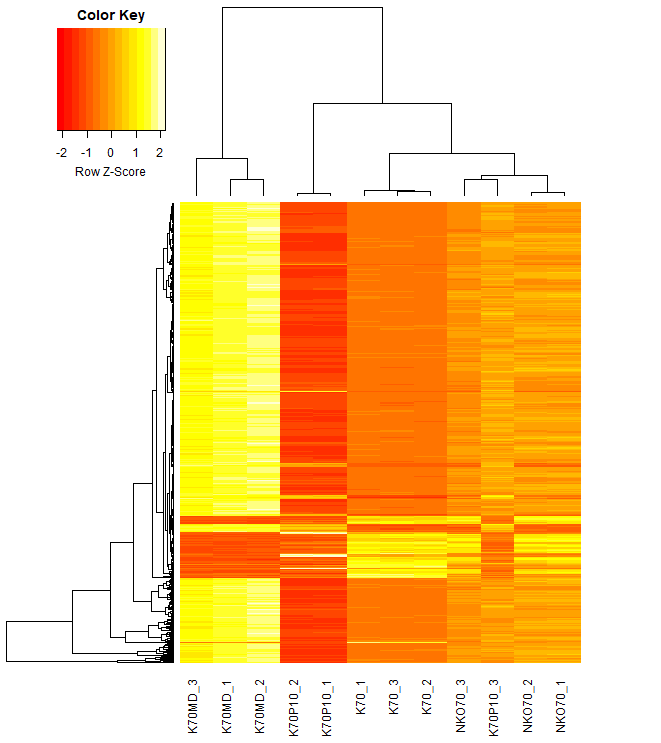 Color Key
-2 -1 0 1 2
Row Z-Score
K70MD_3
K70MD_1
K70MD_2
K70P10_2
K70P10_1
K70_1
K70_3
K70_2
NKO70_3
K70P10_3
NKO70_2
NKO70_1